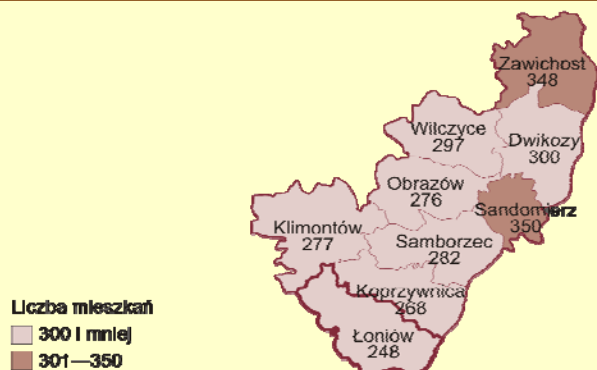 Zawichost
348
Wilczyce
297
Dwikozy
300
Obrazów
276
Sandomierz
350
Klimontów
277
Samborzec
282
Koprzywnica
268
Łoniów
248
Liczba mieszkań
300 i mniej
301—350